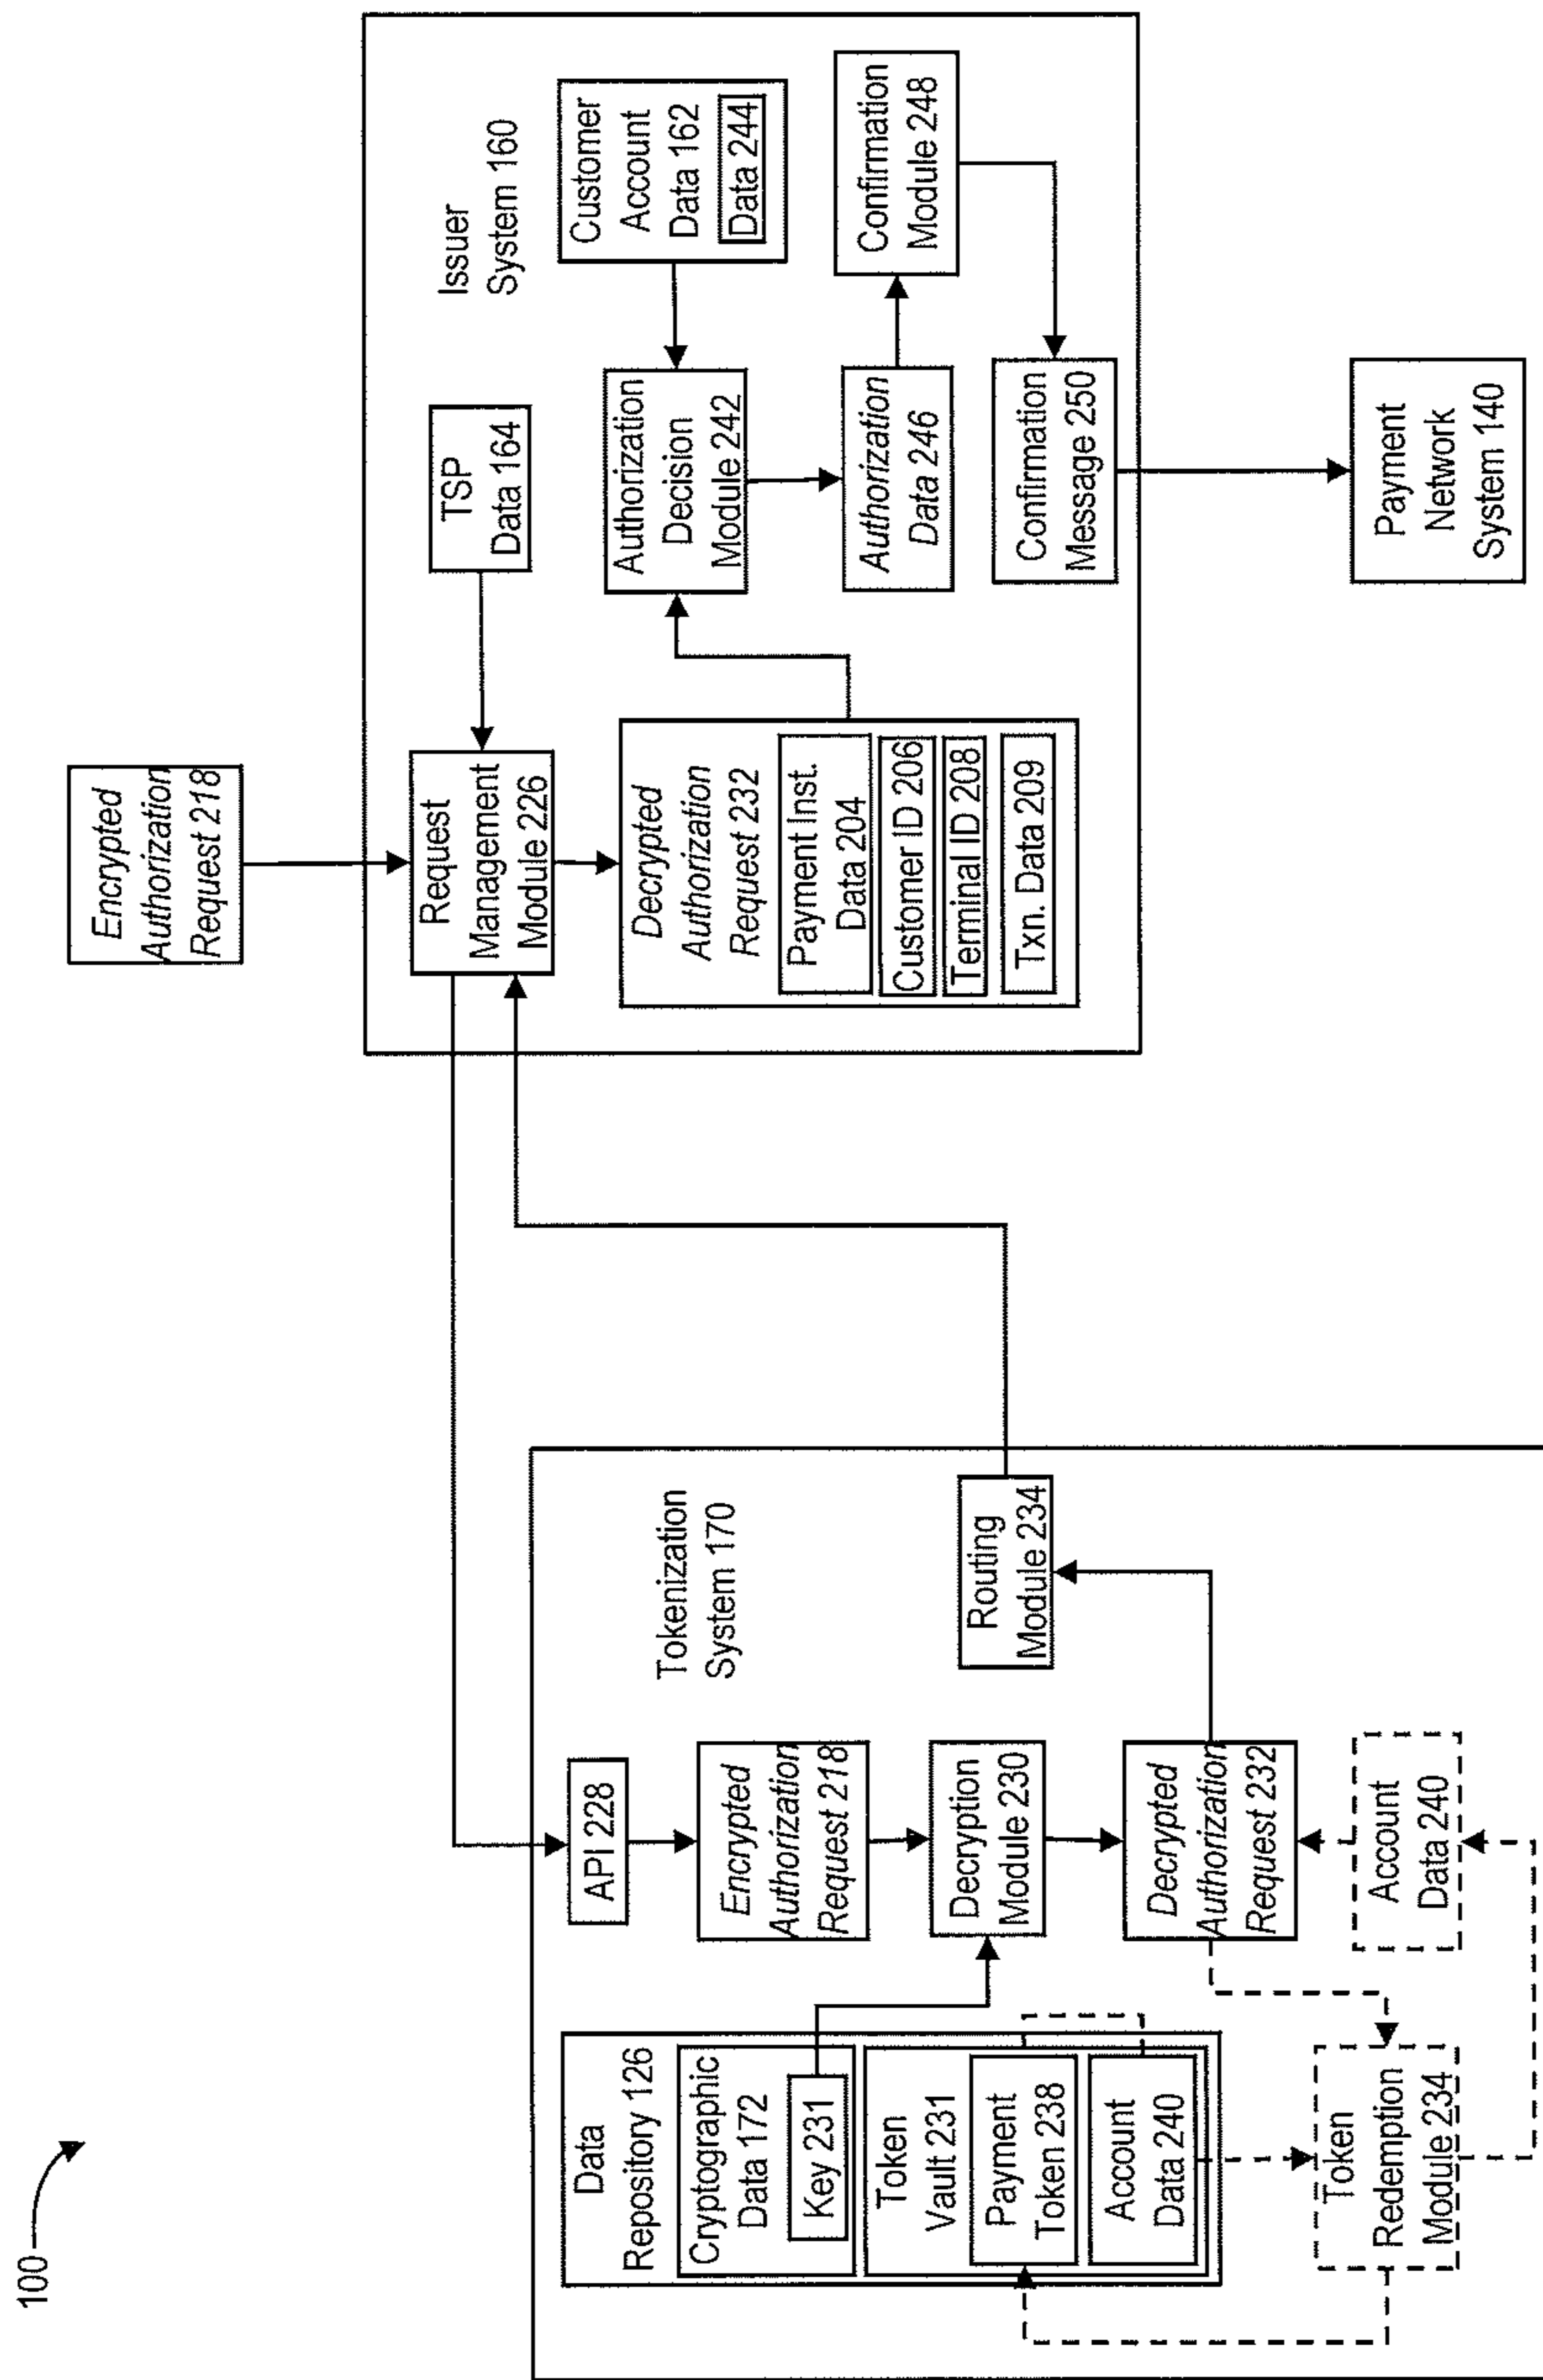 100
Tokenization
System 170
Data
Repository 126
Cryptographic
Data 172
Key 231
Token
Vault 231
Payment
Token 238
Account
Data 240
API 228
Encrypted
Authorization
Request 218
Decryption
Module 230
Decrypted
Authorization
Request 232
Routing
Module 234
Token
Redemption
Module 234
Account
Data 240
Encrypted
Authorization
Request 218
Issuer
System 160
Request
Management
Module 226
TSP
Data 164
Decrypted
Authorization
Request 232
Payment Inst.
Data 204
Customer ID 206
Terminal ID 208
Txn. Data 209
Authorization
Decision
Module 242
Customer
Account
Data 162
Data 244
Authorization
Data 246
Confirmation
Module 248
Confirmation
Message 250
Payment
Network
System 140